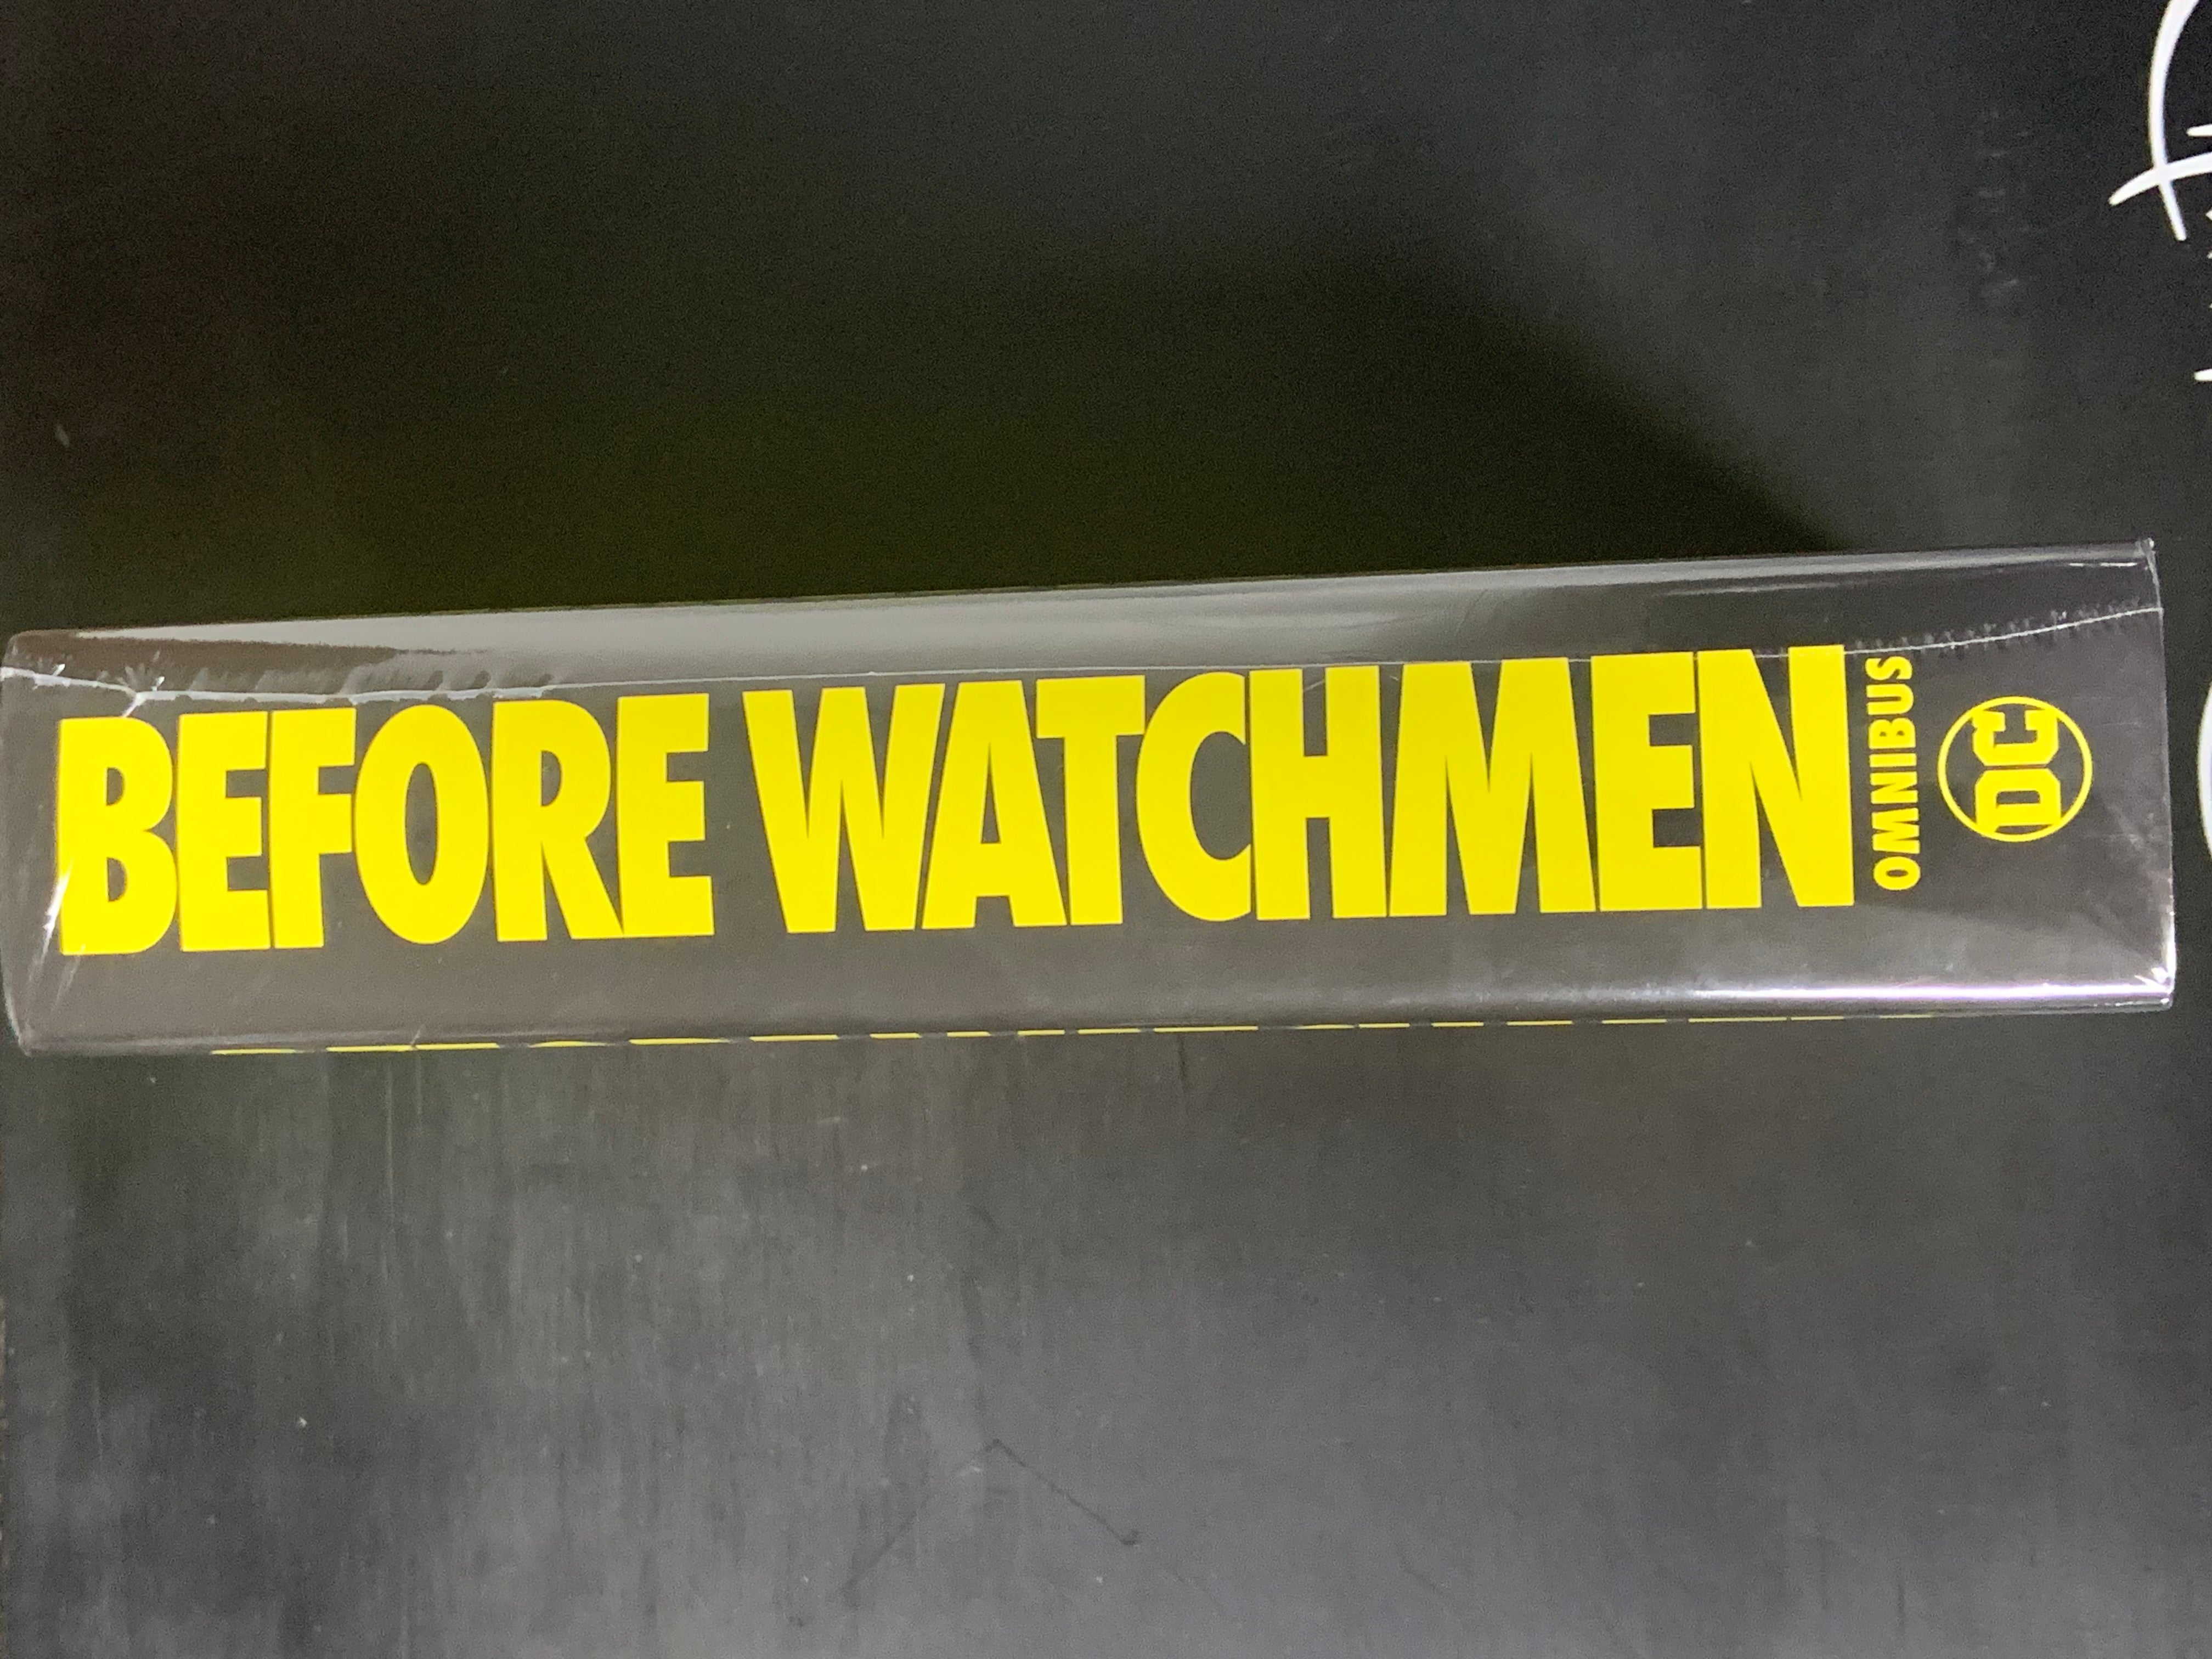 BEFORE WATCHMEN
OMNIBUS
DC